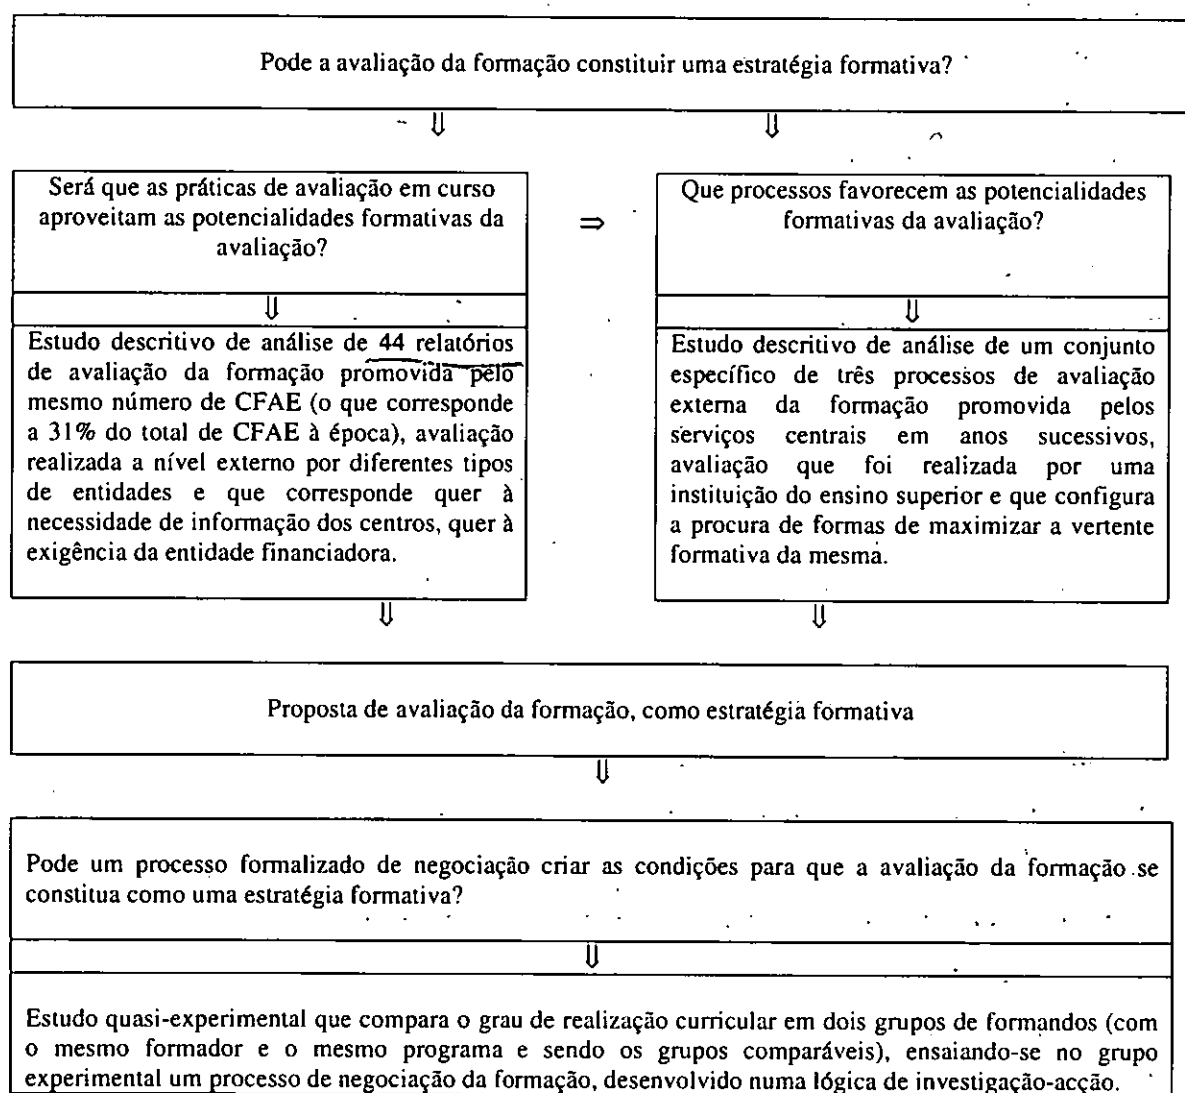 Pode a avaliação da formação constituir uma estratégia formativa?
⇓ ⇓
Será que as práticas de avaliação em curso
aproveitam as potencialidades formativas da
avaliação?
⇒
Que processos favorecem as potencialidades
formativas da avaliação?
⇓
Estudo descritivo de análise de 44 relatórios
de avaliação da formação promovida pelo
mesmo número de CFAE (o que corresponde
a 31% do total de CFAE à época), avaliação
realizada a nível externo por diferentes tipos
de entidades e que corresponde quer à
necessidade de informação dos centros, quer à
exigência da entidade financiadora.
⇓
Estudo descritivo de análise de um conjunto
específico de três processos de avaliação
externa da formação promovida pelos
serviços centrais em anos sucessivos,
avaliação que foi realizada por uma
instituição do ensino superior e que configura
a procura de formas de maximizar a vertente
formativa da mesma.
⇓ ⇓
Proposta de avaliação da formação, como estratégia formativa
⇓
Pode um processo formalizado de negociação criar as condições para que a avaliação da formação se
constitua como uma estratégia formativa?
⇓
Estudo quasi-experimental que compara o grau de realização curricular em dois grupos de formandos (com
o mesmo formador e o mesmo programa e sendo os grupos comparáveis), ensaiando-se no grupo
experimental um processo de negociação da formação, desenvolvido numa lógica de investigação-acção.